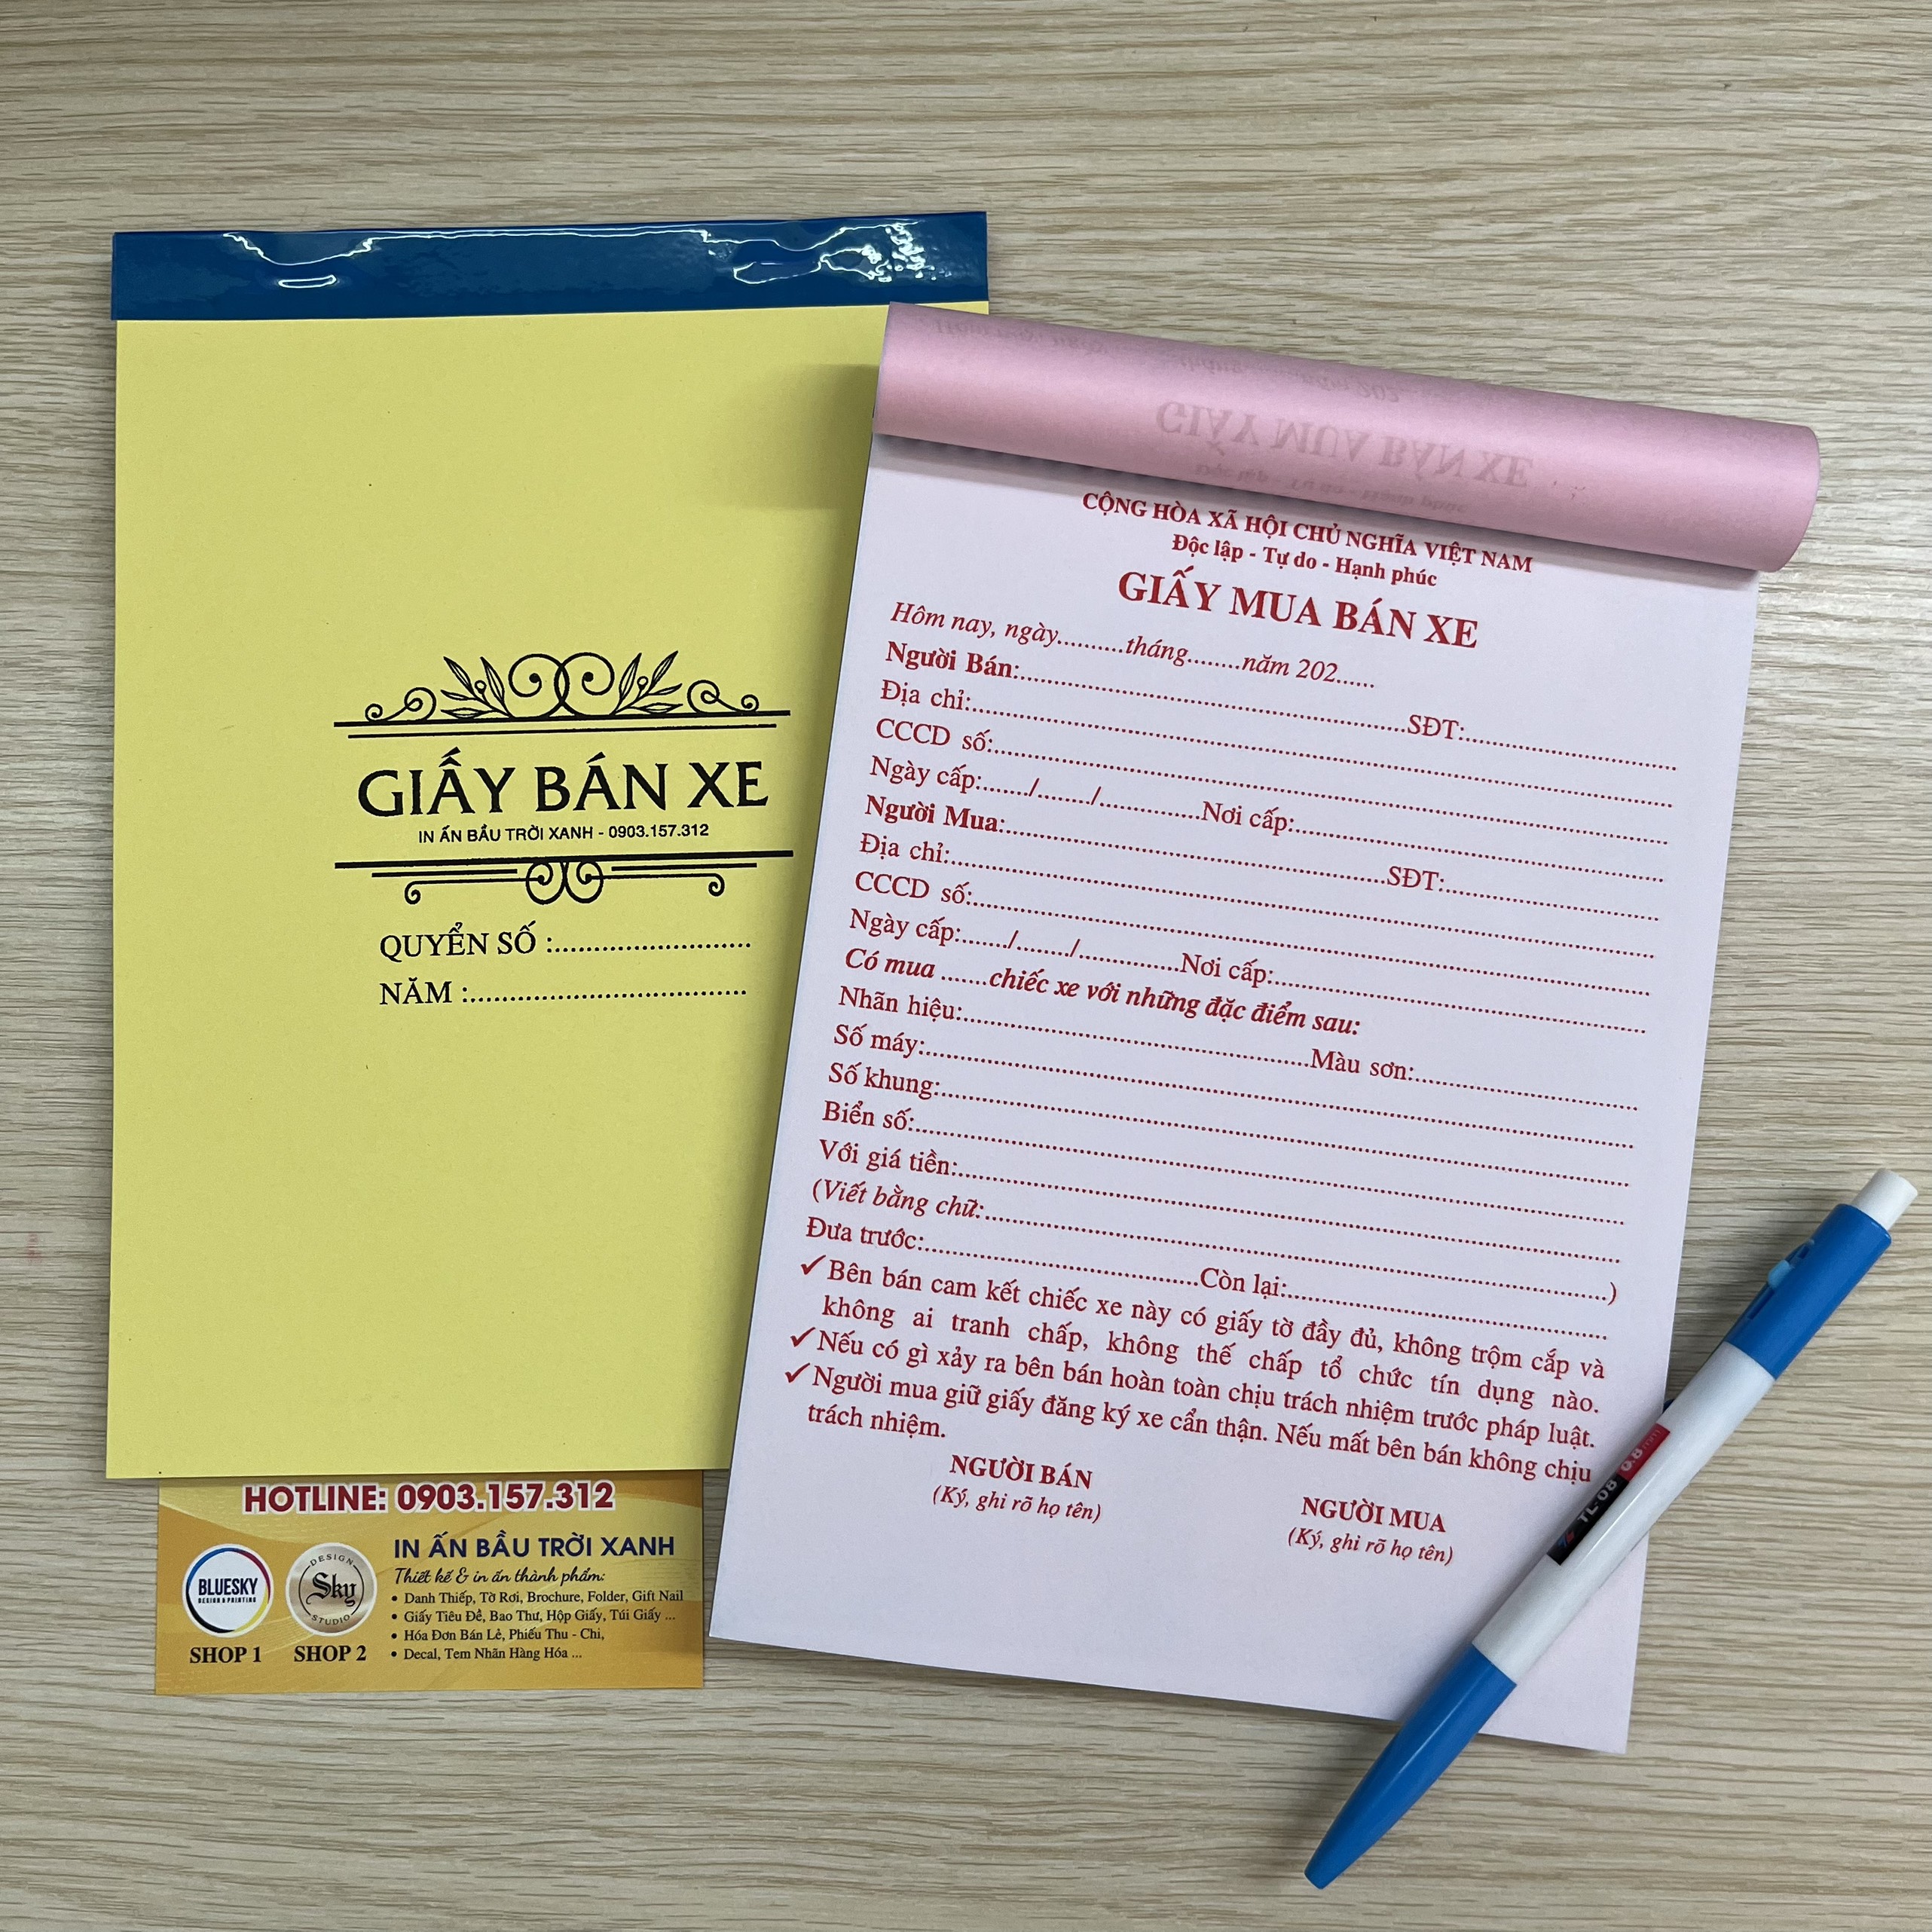 GIẤY BÁN XE
IN ẤN BẦU TRỜI XANH - 0903.157.312
QUYỂN SỐ :........................
NĂM :..................................
HOTLINE: 0903.157.312
IN ẤN BẦU TRỜI XANH
Thiết kế & in ấn thành phẩm:
• Danh Thiếp, Tờ Rơi, Brochure, Folder, Gift Nail
• Giấy Tiêu Đề, Bao Thư, Hộp Giấy, Túi Giấy ...
• Hóa Đơn Bán Lẻ, Phiếu Thu - Chi,
• Decal, Tem Nhãn Hàng Hóa ...
BLUESKY
DESIGN & PRINTING
SHOP 1
DESIGN
Sky
STUDIO
SHOP 2
GIẤY MUA BÁN XE
CỘNG HÒA XÃ HỘI CHỦ NGHĨA VIỆT NAM
Độc lập - Tự do - Hạnh phúc
GIẤY MUA BÁN XE
Hôm nay, ngày..........tháng........năm 202......
Người Bán:..........................................................SĐT:................................
Địa chỉ:.........................................................................................................
CCCD số:......................................................................................................
Ngày cấp:......./......../...............Nơi cấp:........................................................
Người Mua:.........................................................SĐT:................................
Địa chỉ:.........................................................................................................
CCCD số:......................................................................................................
Ngày cấp:......./......../...............Nơi cấp:........................................................
Có mua .......chiếc xe với những đặc điểm sau:
Nhãn hiệu:....................................................Màu sơn:.................................
Số máy:.........................................................................................................
Số khung:......................................................................................................
Biển số:.........................................................................................................
Với giá tiền:..................................................................................................
(Viết bằng chữ:.............................................................................................)
Đưa trước:.........................................Còn lại:................................................
✓Bên bán cam kết chiếc xe này có giấy tờ đầy đủ, không trộm cắp và
không ai tranh chấp, không thế chấp tổ chức tín dụng nào.
✓Nếu có gì xảy ra bên bán hoàn toàn chịu trách nhiệm trước pháp luật.
✓Người mua giữ giấy đăng ký xe cẩn thận. Nếu mất bên bán không chịu
trách nhiệm.
NGƯỜI BÁN
(Ký, ghi rõ họ tên)
NGƯỜI MUA
(Ký, ghi rõ họ tên)
TL-08 0.8mm